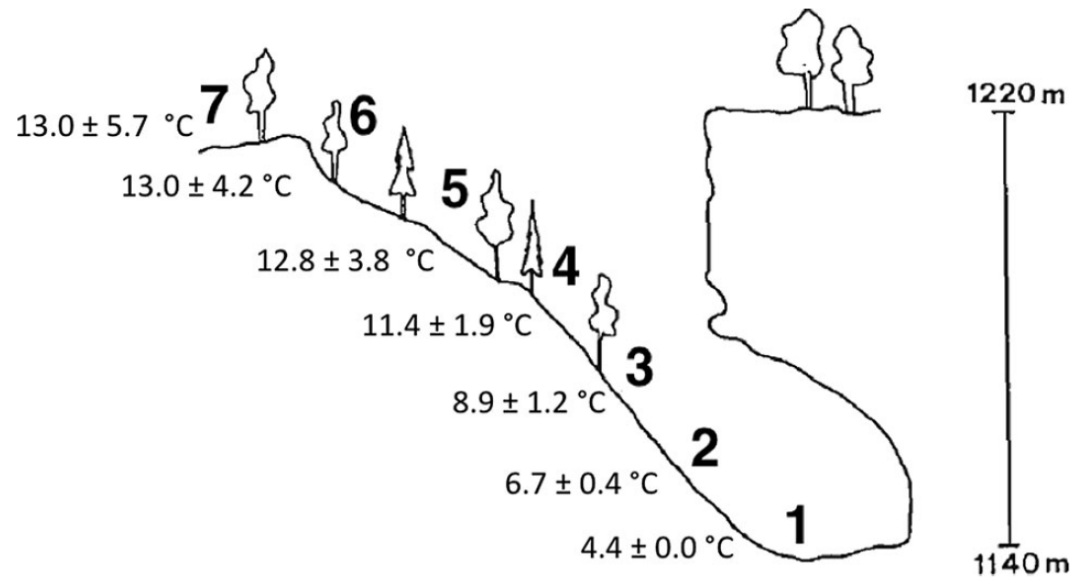 1220 m
7
6
13.0 ± 5.7 °C
13.0 ± 4.2 °C
5
12.8 ± 3.8 °C
4
11.4 ± 1.9 °C
3
8.9 ± 1.2 °C
2
6.7 ± 0.4 °C
1
4.4 ± 0.0 °C
1140 m